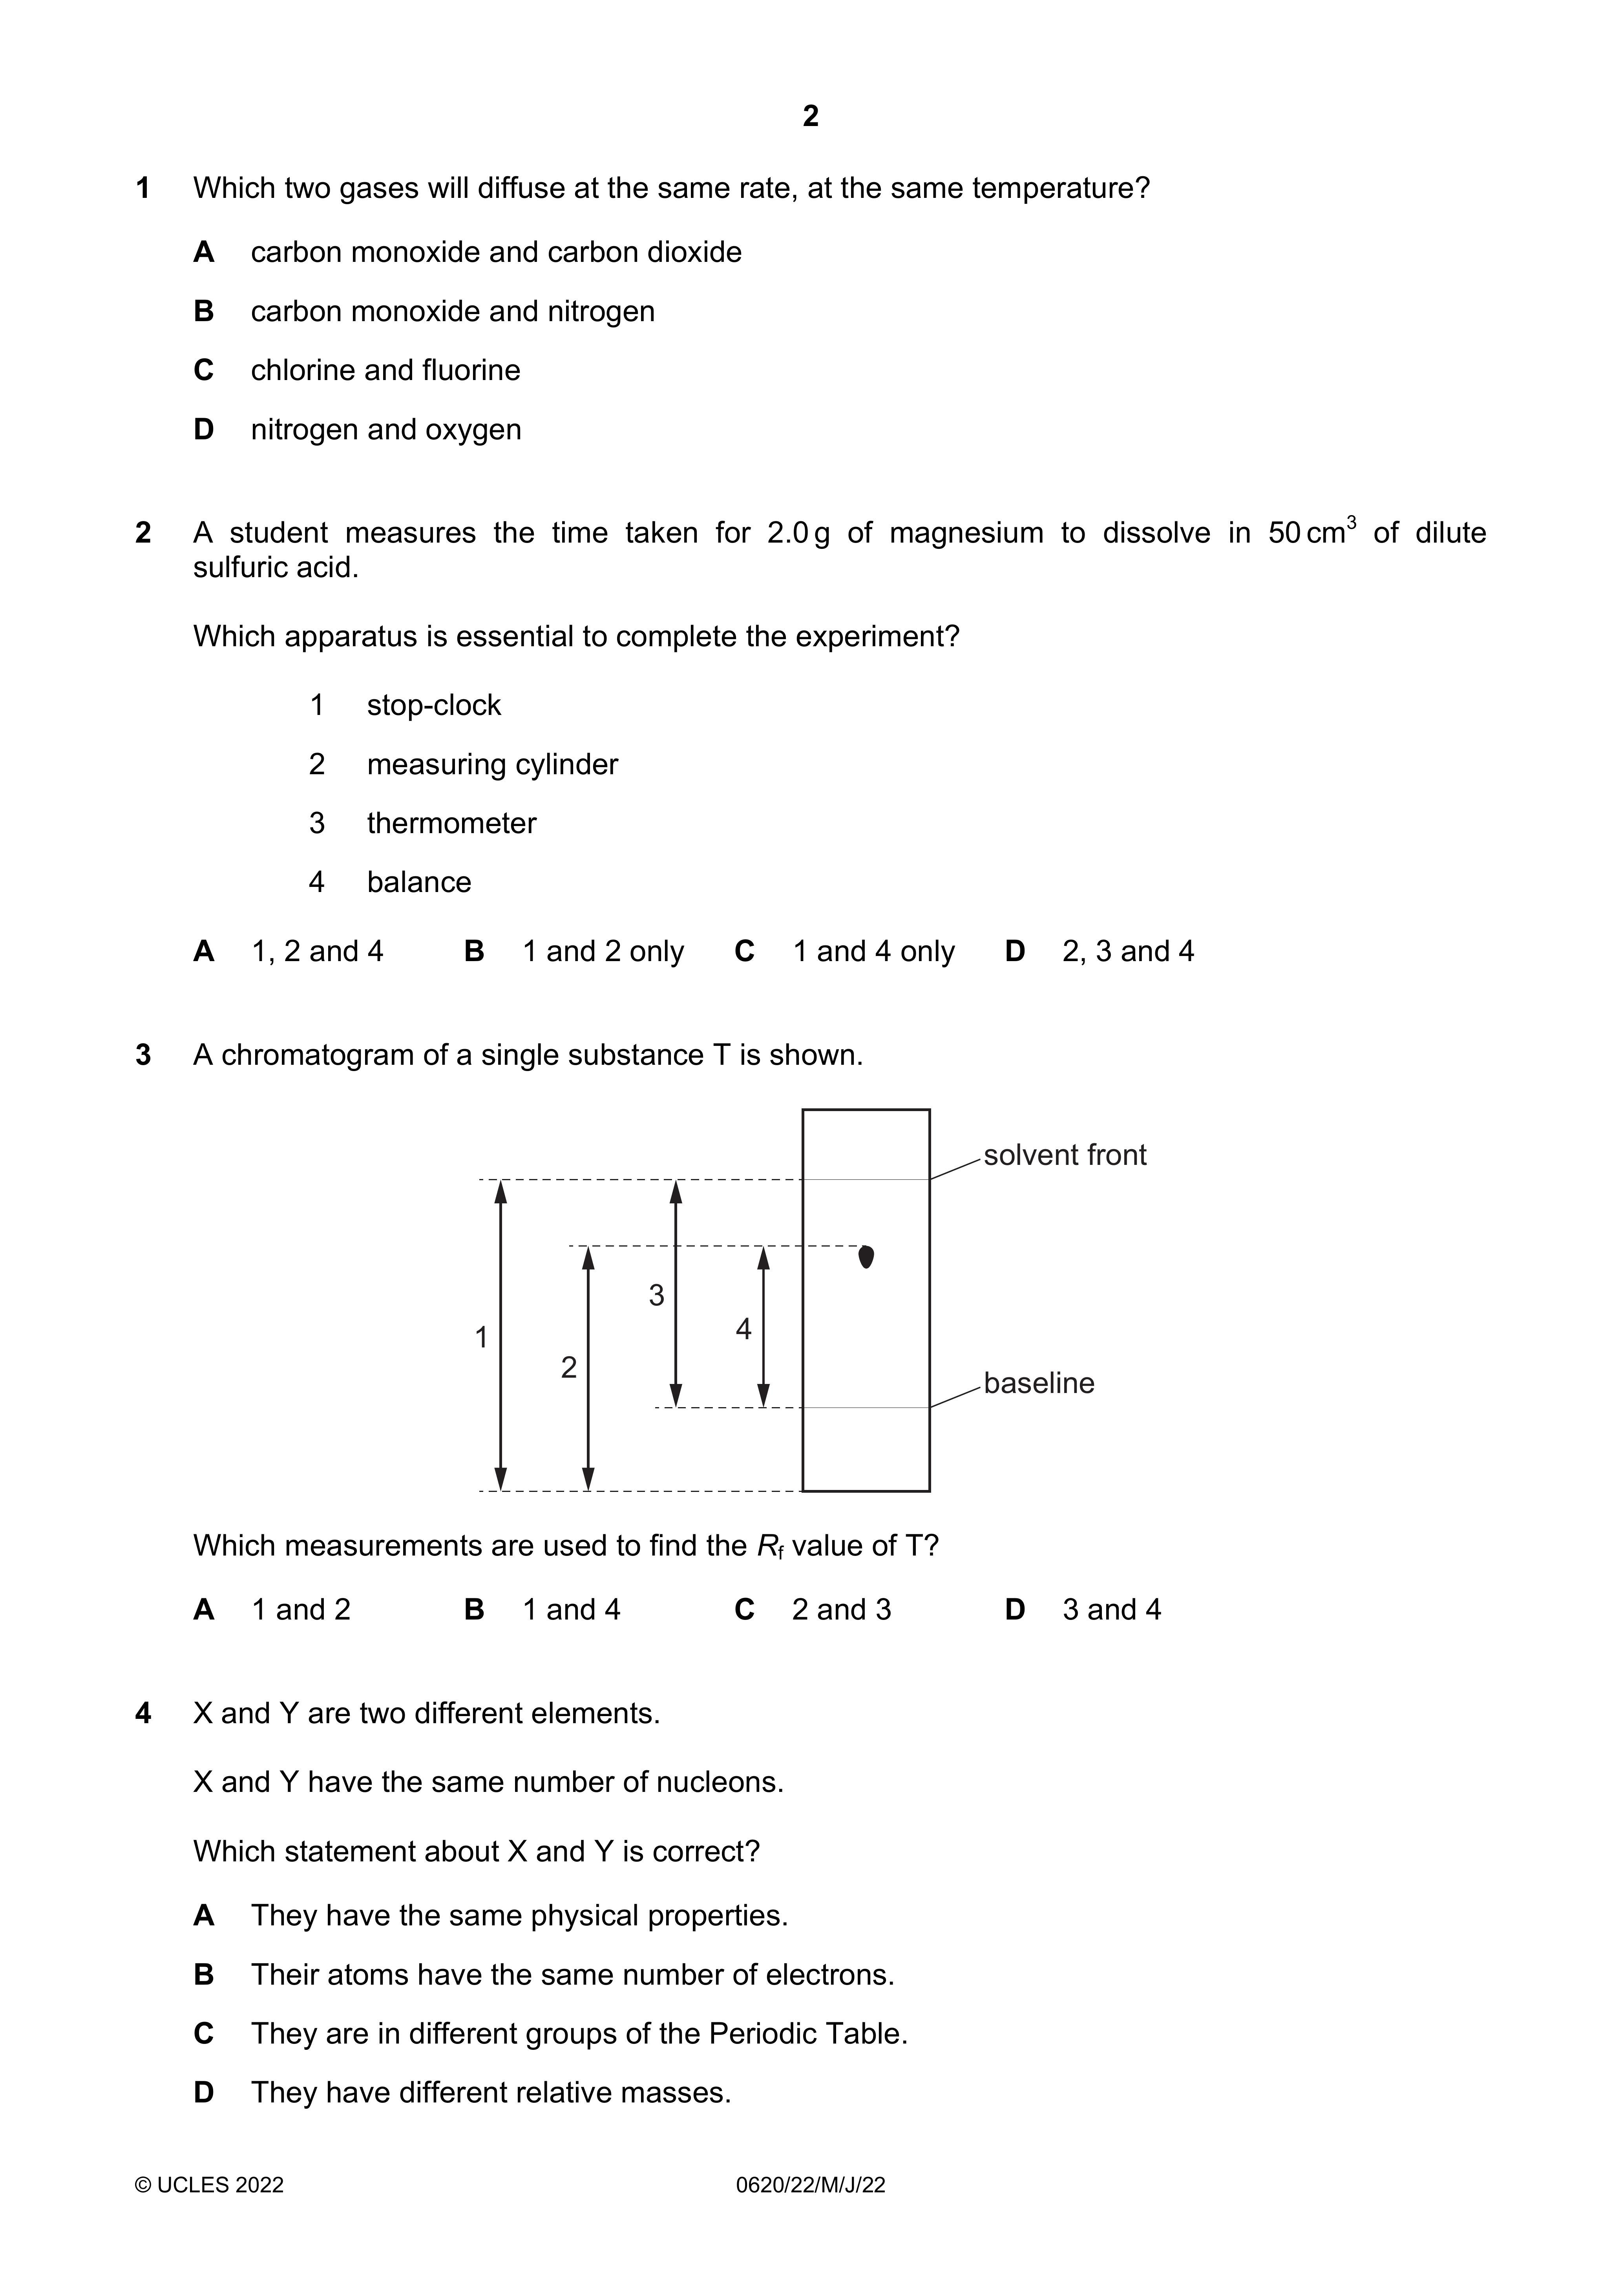 2
1 Which two gases will diffuse at the same rate, at the same temperature?
A carbon monoxide and carbon dioxide
B carbon monoxide and nitrogen
C chlorine and fluorine
D nitrogen and oxygen
2 A student measures the time taken for 2.0 g of magnesium to dissolve in 50 cm³ of dilute
sulfuric acid.
Which apparatus is essential to complete the experiment?
1 stop-clock
2 measuring cylinder
3 thermometer
4 balance
A 1, 2 and 4 B 1 and 2 only C 1 and 4 only D 2, 3 and 4
3 A chromatogram of a single substance T is shown.
solvent front
3
4
1
2
baseline
Which measurements are used to find the Rf value of T?
A 1 and 2 B 1 and 4 C 2 and 3 D 3 and 4
4 X and Y are two different elements.
X and Y have the same number of nucleons.
Which statement about X and Y is correct?
A They have the same physical properties.
B Their atoms have the same number of electrons.
C They are in different groups of the Periodic Table.
D They have different relative masses.
© UCLES 2022 0620/22/M/J/22